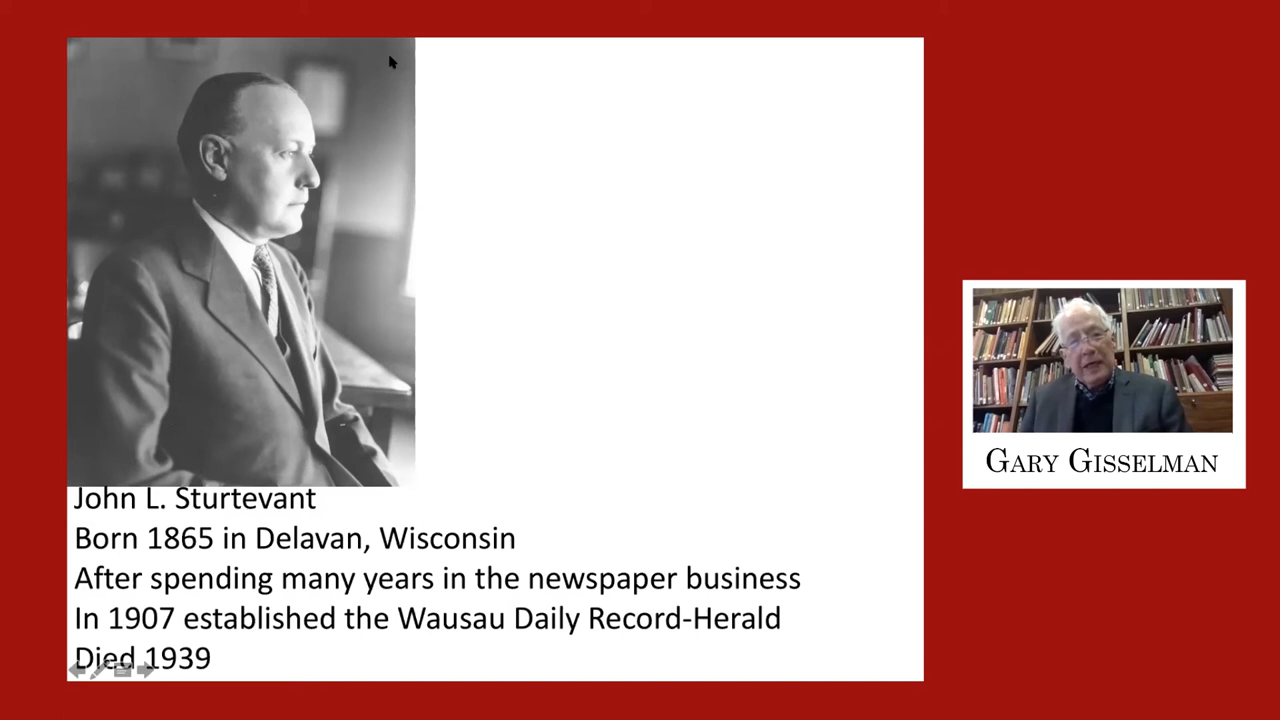 John L. Sturtevant
Born 1865 in Delavan, Wisconsin
After spending many years in the newspaper business
In 1907 established the Wausau Daily Record-Herald
Died 1939
Gary Gisselman